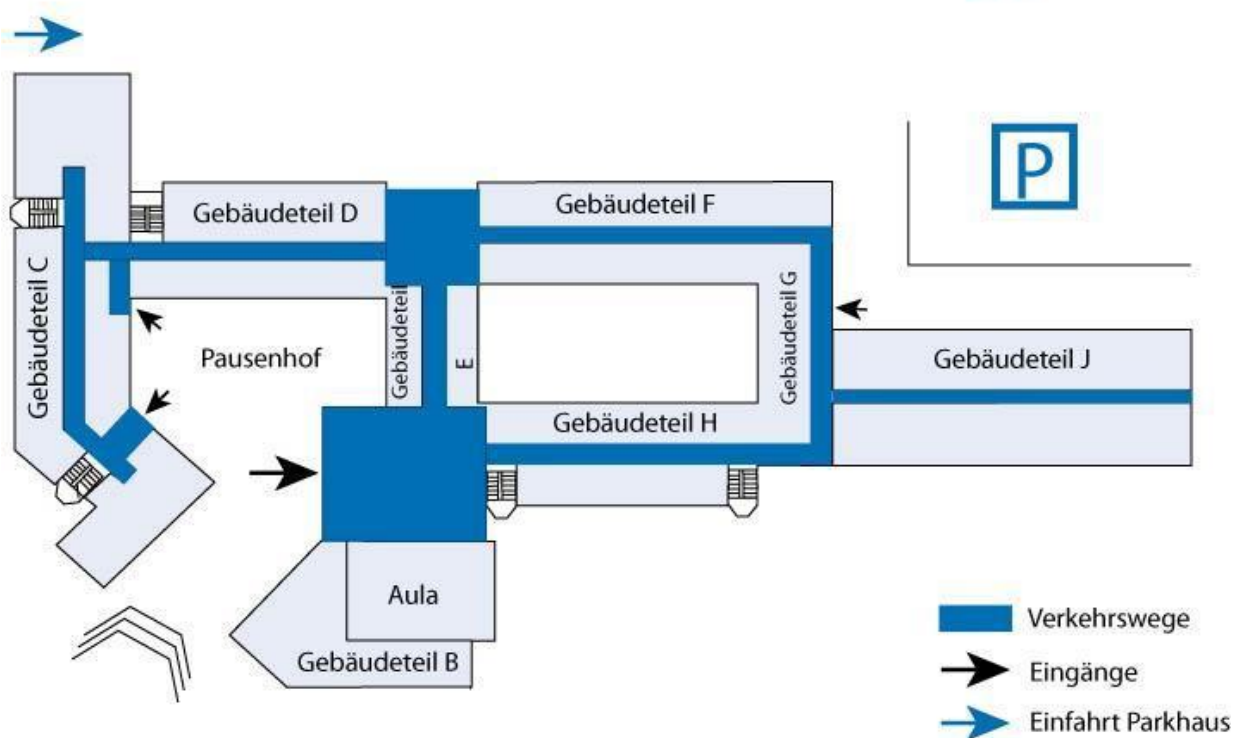 P
Gebäudeteil D
Gebäudeteil F
Gebäudeteil C
Gebäudeteil
E
Gebäudeteil G
Pausenhof
Gebäudeteil J
Gebäudeteil H
Aula
Gebäudeteil B
Verkehrswege
Eingänge
Einfahrt Parkhaus